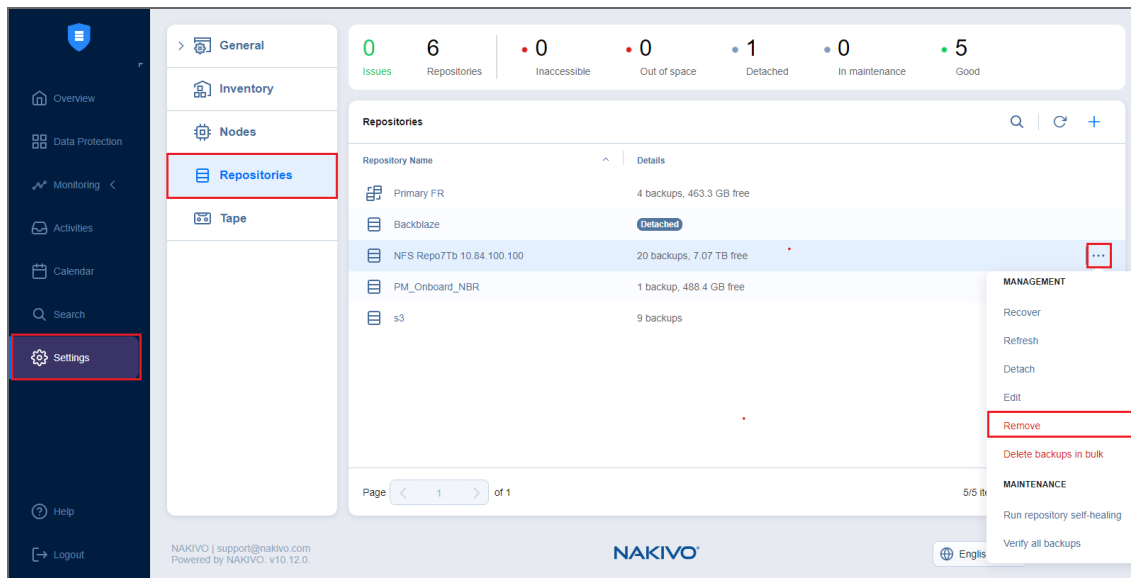 Overview
Data Protection
Monitoring
Activities
Calendar
Search
Settings
Help
Logout
General
Inventory
Nodes
Repositories
Tape
0 6 0 0 1 0 5
Issues Repositories Inaccessible Out of space Detached In maintenance Good
Repositories
Repository Name Details
Primary FR 4 backups, 463.3 GB free
Backblaze Detached
NFS Repo7Tb 10.84.100.100 20 backups, 7.07 TB free
PM_Onboard_NBR 1 backup, 488.4 GB free
s3 9 backups
MANAGEMENT
Recover
Refresh
Detach
Edit
Remove
Delete backups in bulk
MAINTENANCE
Run repository self-healing
Verify all backups
Page 1 of 1 5/5
NAKIVO | support@nakivo.com
Powered by NAKIVO. v10.12.0.
NAKIVO®